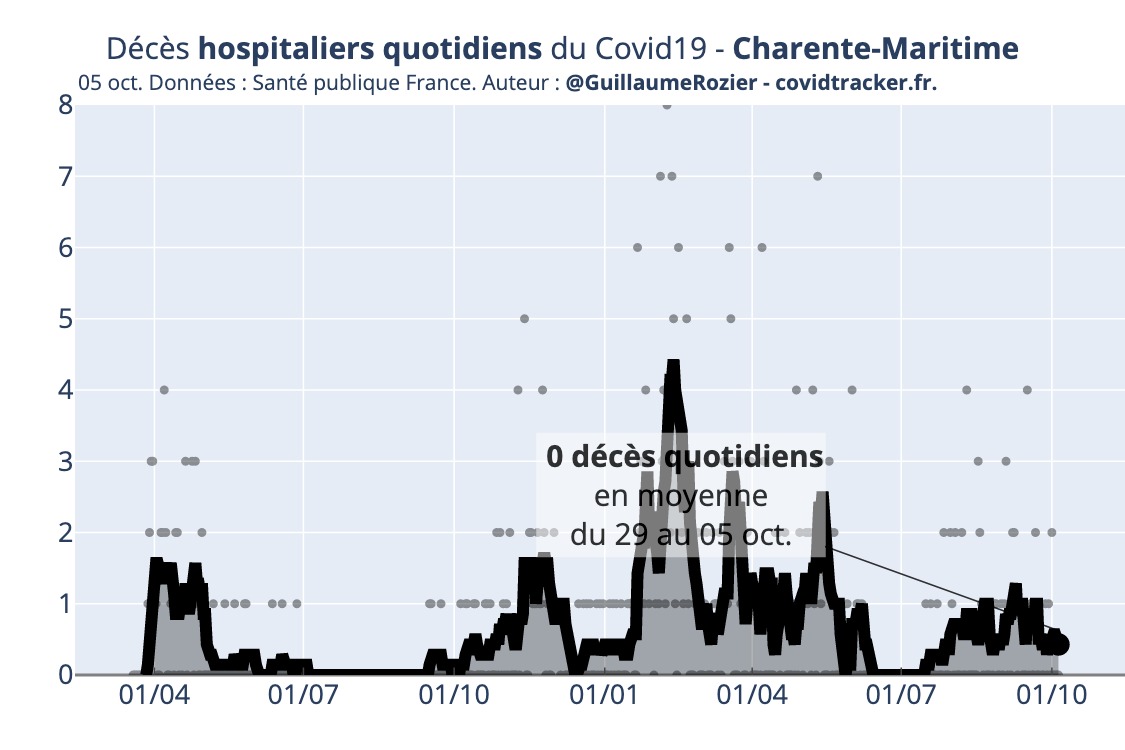 Décès hospitaliers quotidiens du Covid19 - Charente-Maritime
05 oct. Données : Santé publique France. Auteur : @GuillaumeRozier - covidtracker.fr.
8
7
6
5
4
3
2
1
0
0 décès quotidiens
en moyenne
du 29 au 05 oct.
01/04 01/07 01/10 01/01 01/04 01/07 01/10